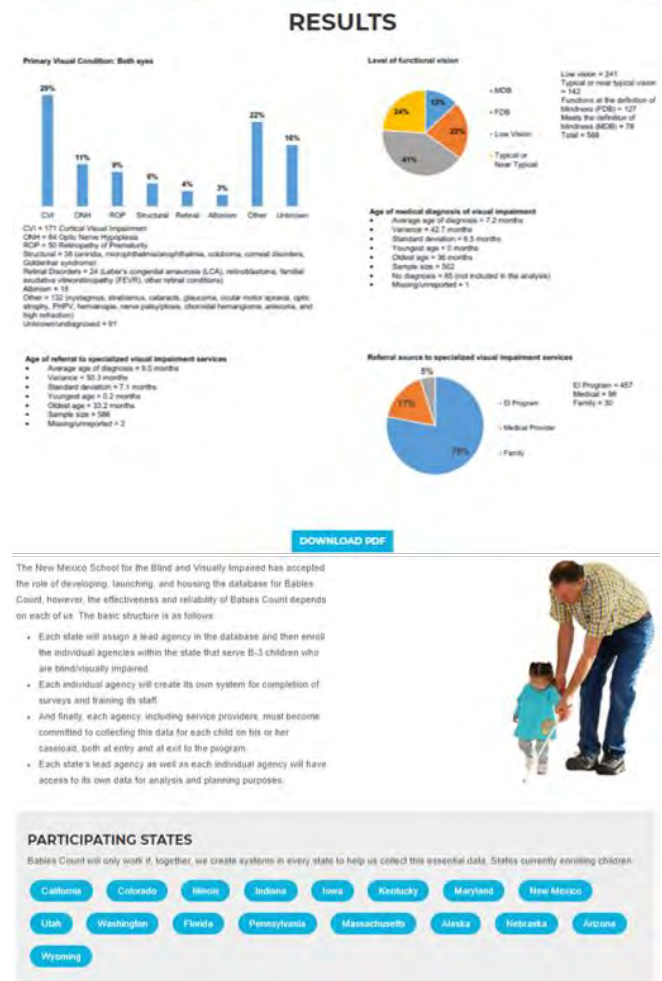 RESULTS
Primary Visual Condition: Both eyes
29%
11%
9%
6%
4%
3%
22%
16%
CVI ONH ROP Structural Retinal Albinism Other Unknown
CVI = 171 Cortical Visual Impairment
ONH = 64 Optic Nerve Hypoplasia
ROP = 50 Retinopathy of Prematurity
Structural = 38 (aniridia, microphthalmia/anophthalmia, coloboma, corneal disorders,
Goldenhar syndrome)
Retinal Disorders = 24 (Leber's congenital amaurosis (LCA), retinoblastoma, familial
exudative vitreoretinopathy (FEVR), other retinal conditions)
Albinism = 18
Other = 132 (nystagmus, strabismus, cataracts, glaucoma, ocular motor apraxia, optic
atrophy, PHPV, hemianopia, nerve palsy/ptosis, choroidal hemangioma, and
high refraction)
Unknown/undiagnosed = 91
Level of functional vision
13%
22%
41%
24%
MDB
FDB
Low Vision
Typical or
Near Typical
Low vision = 241
Typical or near typical vision
= 142
Functions at the definition of
blindness (FDB) = 127
Meets the definition of
blindness (MDB) = 78
Total = 588
Age of medical diagnosis of visual impairment
• Average age of diagnosis = 7.2 months
• Variance = 42.7 months
• Standard deviation = 6.5 months
• Youngest age = 0 months
• Oldest age = 36 months
• Sample size = 502
• No diagnosis = 85 (not included in the analysis)
• Missing/unreported = 1
Age of referral to specialized visual impairment services
• Average age of diagnosis = 9.5 months
• Variance = 50.3 months
• Standard deviation = 7.1 months
• Youngest age = 0.2 months
• Oldest age = 33.2 months
• Sample size = 586
• Missing/unreported = 2
Referral source to specialized visual impairment services
5%
17%
78%
EI Program
Medical Provider
Family
EI Program = 457
Medical = 98
Family = 30
DOWNLOAD PDF
The New Mexico School for the Blind and Visually Impaired has accepted
the role of developing, launching, and housing the database for Babies
Count, however, the effectiveness and reliability of Babies Count depends
on each of us. The basic structure is as follows
• Each state will assign a lead agency in the database and then enroll
the individual agencies within the state that serve B-3 children who
are blind/visually impaired.
• Each individual agency will create its own system for completion of
surveys and training its staff.
• And finally, each agency, including service providers, must become
committed to collecting this data for each child on his or her
caseload, both at entry and at exit to the program.
• Each state's lead agency as well as each individual agency will have
access to its own data for analysis and planning purposes.
PARTICIPATING STATES
Babies Count will only work if, together, we create systems in every state to help us collect this essential data. States currently enrolling children
California Colorado Illinois Indiana Iowa Kentucky Maryland New Mexico
Utah Washington Florida Pennsylvania Massachusetts Alaska Nebraska Arizona
Wyoming